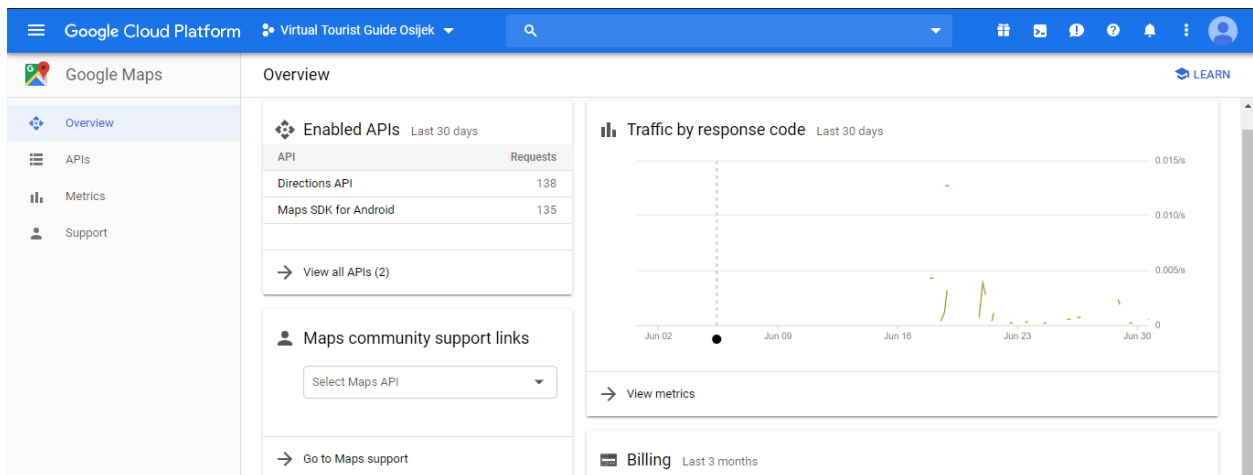 Google Cloud Platform
Virtual Tourist Guide Osijek
Google Maps
Overview
LEARN
Overview
APIs
Metrics
Support
Enabled APIs Last 30 days
API Requests
Directions API 138
Maps SDK for Android 135
View all APIs (2)
Maps community support links
Select Maps API
Go to Maps support
Traffic by response code Last 30 days
0.015/s
0.010/s
0.005/s
0
Jun 02 Jun 09 Jun 16 Jun 23 Jun 30
View metrics
Billing Last 3 months